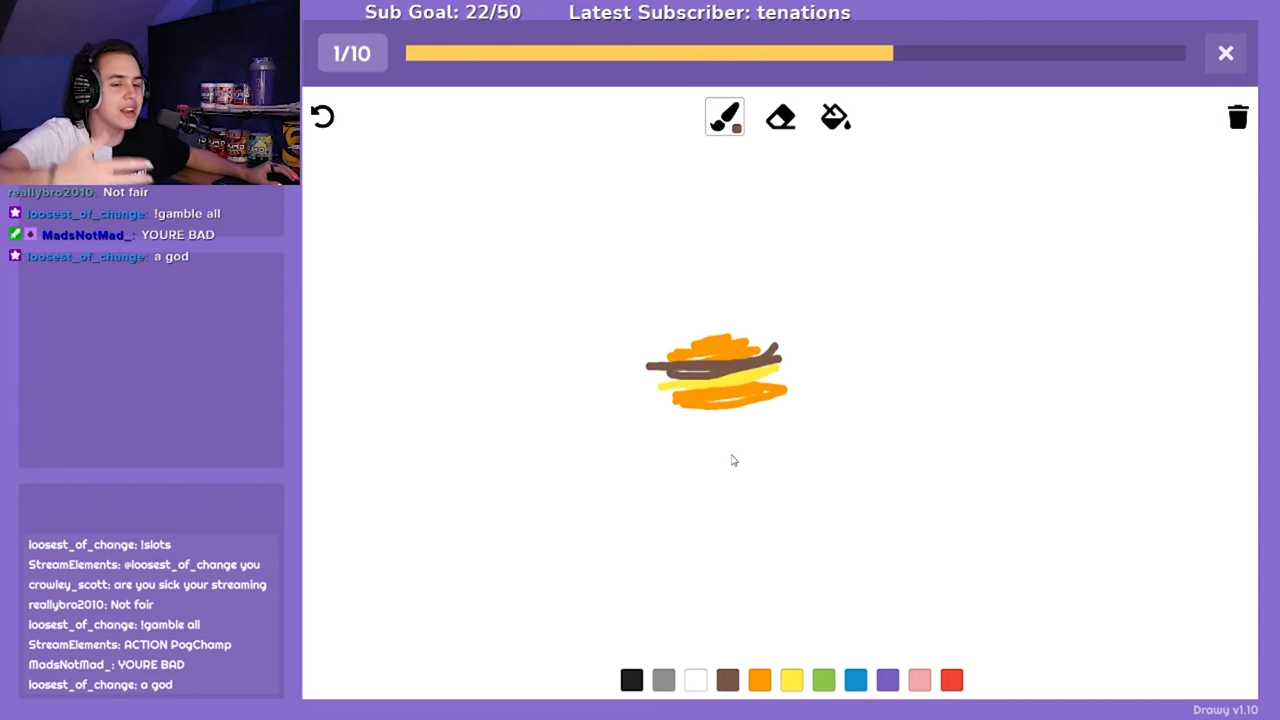 Sub Goal: 22/50 Latest Subscriber: tenations
1/10
reallybro2010: Not fair
loosest_of_change: !gamble all
MadsNotMad_: YOURE BAD
loosest_of_change: a god
loosest_of_change: !slots
StreamElements: @loosest_of_change you
crowley_scott: are you sick your streaming
reallybro2010: Not fair
loosest_of_change: !gamble all
StreamElements: ACTION PogChamp
MadsNotMad_: YOURE BAD
loosest_of_change: a god
Drawy v1.10